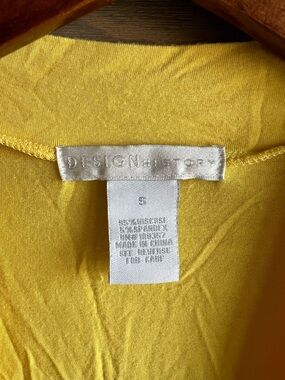 DESIGN HISTORY
S
95%VISCOSE
5%SPANDEX
MADE IN CHINA
SEE REVERSE
FOR CARE